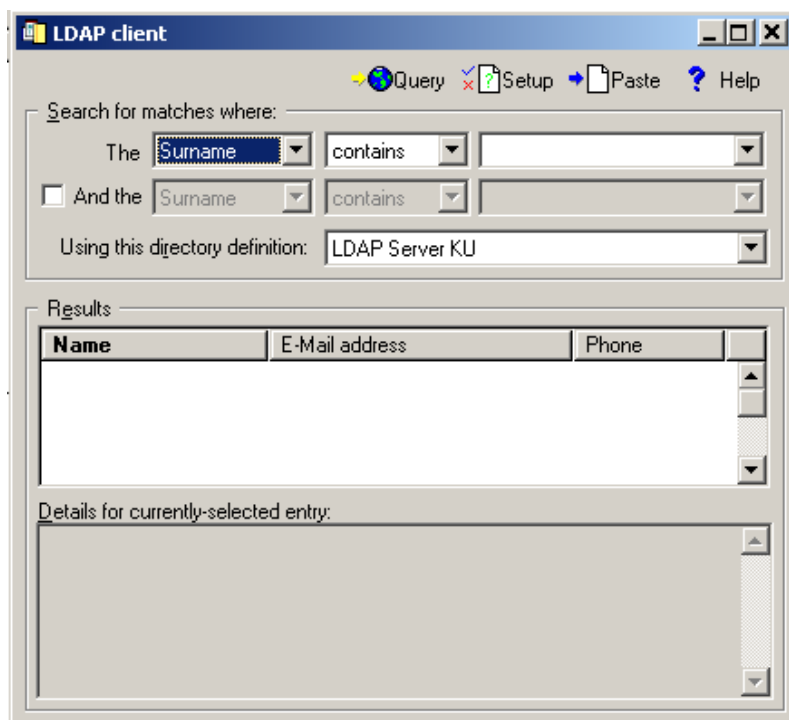 LDAP client
Query Setup Paste Help
Search for matches where:
The Surname contains
And the Surname contains
Using this directory definition: LDAP Server KU
Results
Name E-Mail address Phone
Details for currently-selected entry: